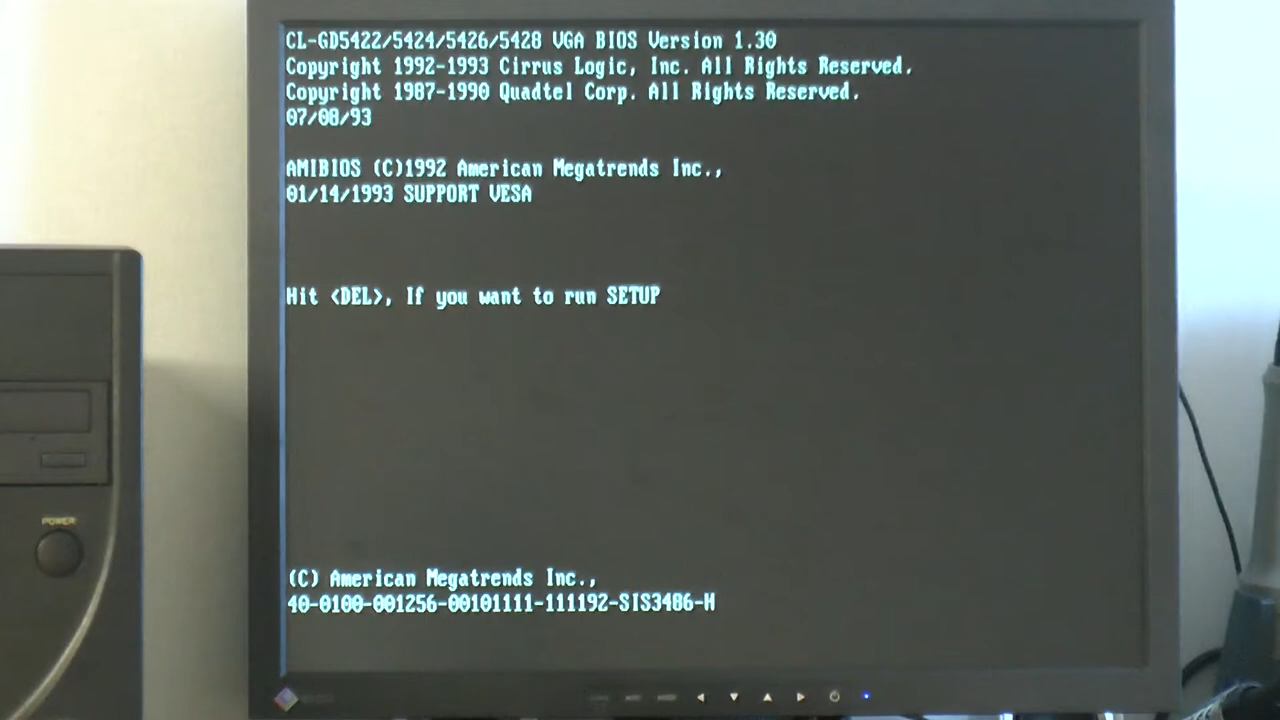 CL-GD5422/5424/5426/5428 VGA BIOS Version 1.30
Copyright 1992-1993 Cirrus Logic, Inc. All Rights Reserved.
Copyright 1987-1990 Quadtel Corp. All Rights Reserved.
07/08/93
AMIBIOS (C)1992 American Megatrends Inc.,
01/14/1993 SUPPORT VESA
Hit <DEL>, If you want to run SETUP
(C) American Megatrends Inc.,
40-0100-001256-00101111-111192-SIS3486-H
POWER